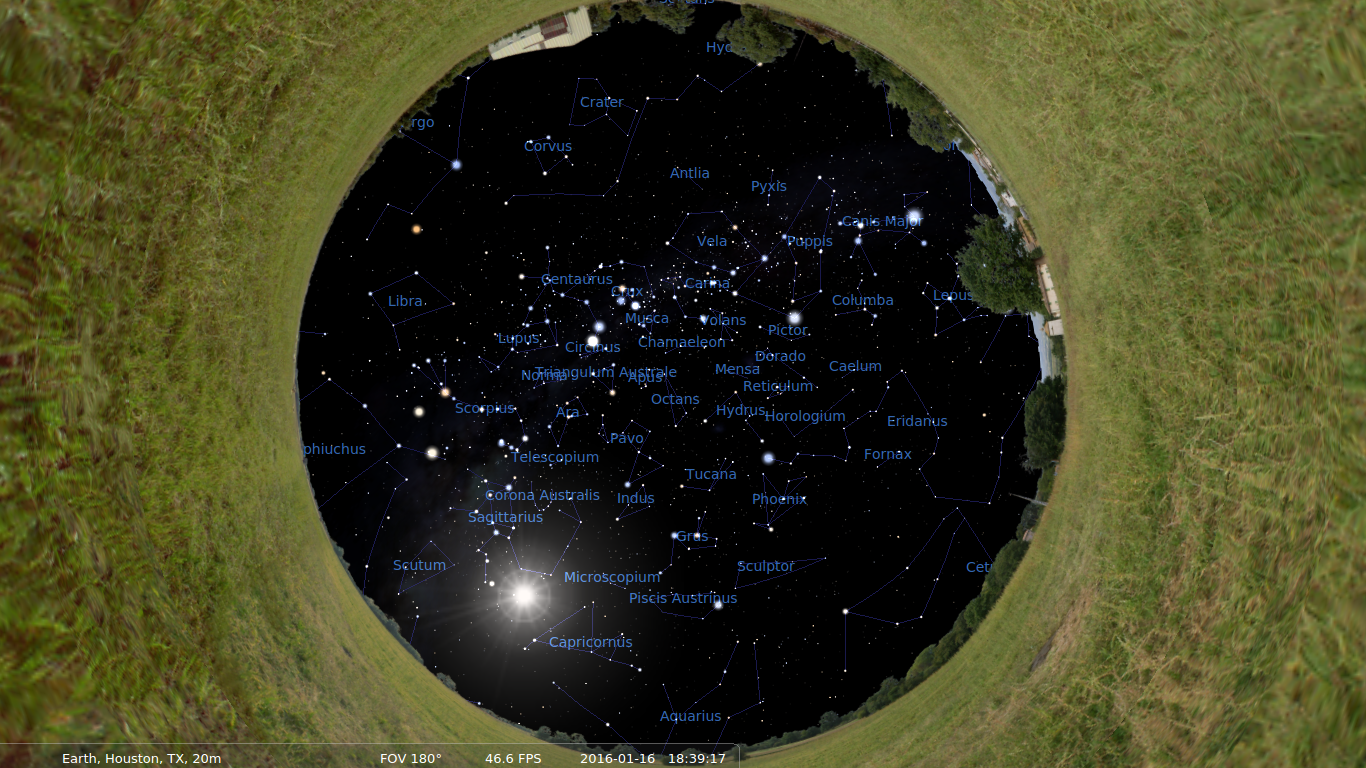 Hyd
Crater
rgo
Corvus
Antlia
Pyxis
Canis Major
Vela
Puppis
Centaurus
Carina
Crux
Libra
Columba
Lepus
Musca
Volans
Pictor
Lupus
Circinus
Chamaeleon
Dorado
Norma
Triangulum Australe
Apus
Mensa
Caelum
Reticulum
Octans
Scorpius
Ara
Hydrus
Horologium
Eridanus
Pavo
phiuchus
Telescopium
Fornax
Tucana
Corona Australis
Indus
Phoenix
Sagittarius
Grus
Scutum
Microscopium
Sculptor
Cet
Piscis Austrinus
Capricornus
Aquarius
Earth, Houston, TX, 20m FOV 180° 46.6 FPS 2016-01-16 18:39:17